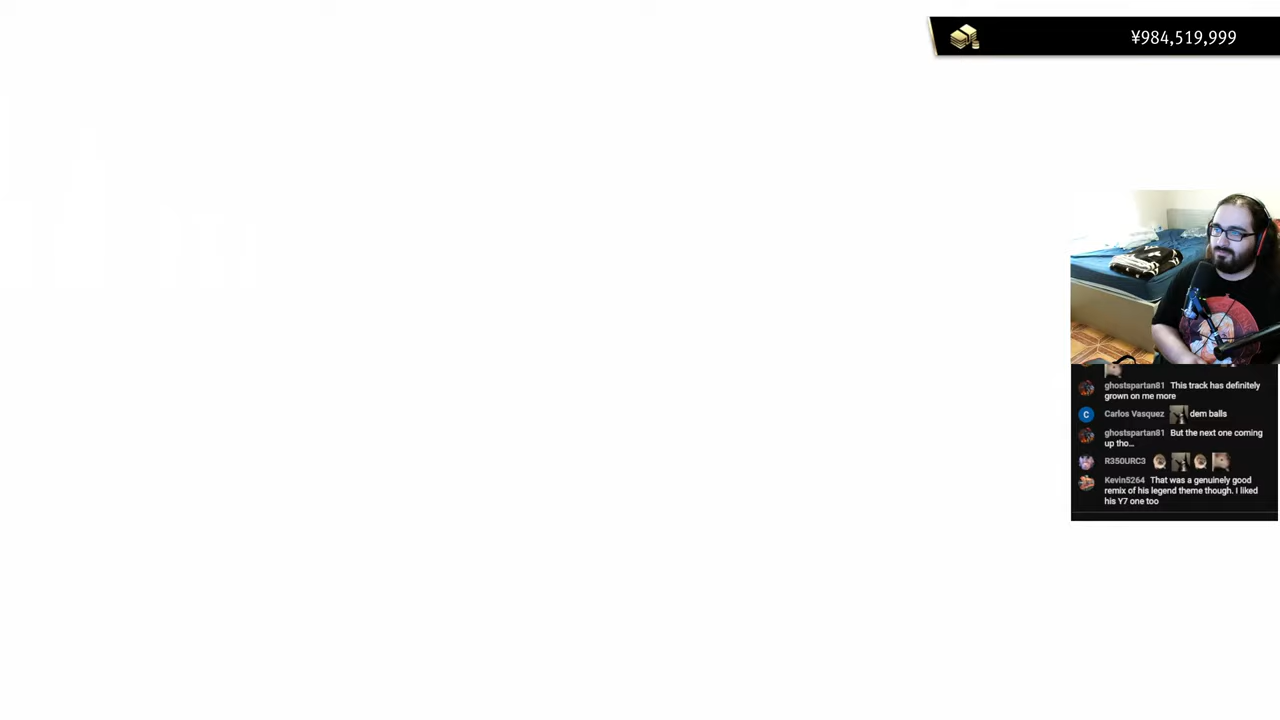 ¥984,519,999
ghostspartan81 This track has definitely
grown on me more
Carlos Vasquez dem balls
C
ghostspartan81 But the next one coming
up tho...
R350URC3
Kevin5264 That was a genuinely good
remix of his legend theme though. I liked
his Y7 one too